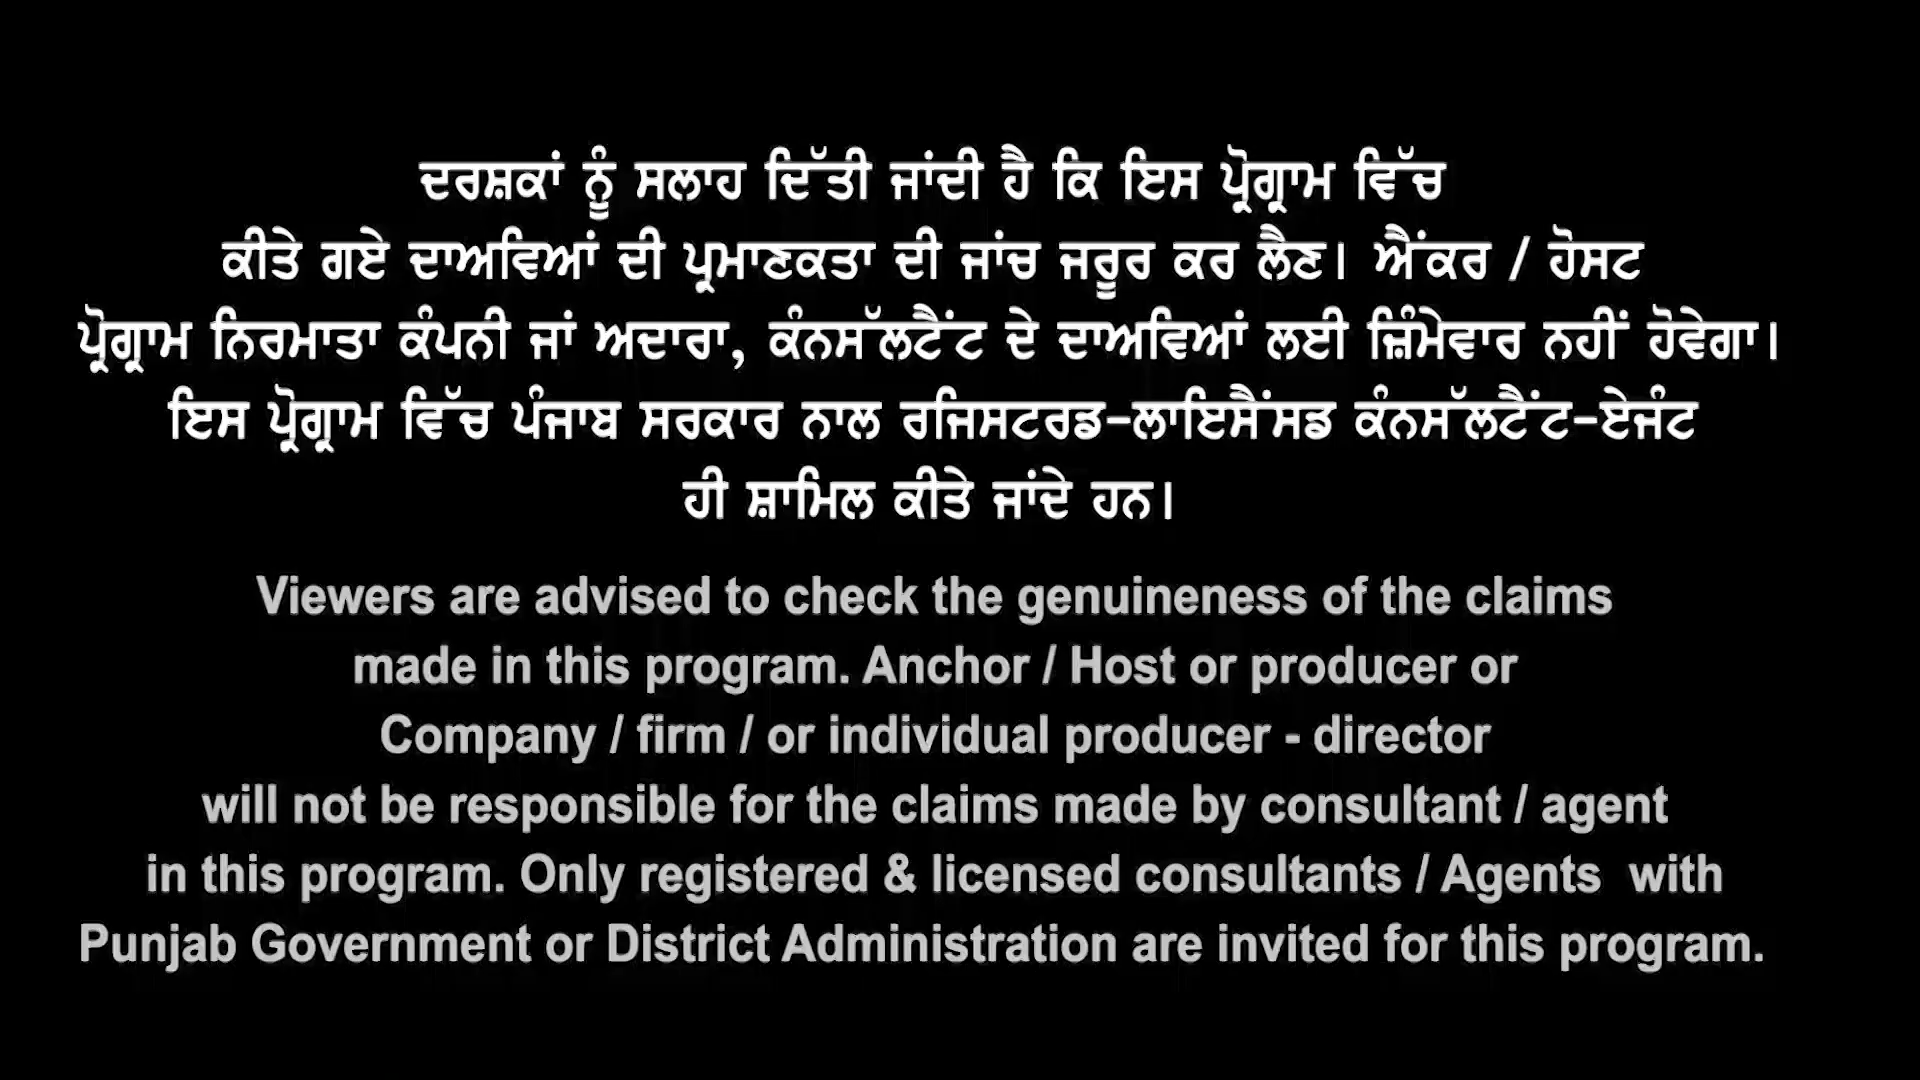 ਦਰਸ਼ਕਾਂ ਨੂੰ ਸਲਾਹ ਦਿੱਤੀ ਜਾਂਦੀ ਹੈ ਕਿ ਇਸ ਪ੍ਰੋਗ੍ਰਾਮ ਵਿੱਚ
ਕੀਤੇ ਗਏ ਦਾਅਵਿਆਂ ਦੀ ਪ੍ਰਮਾਣਕਤਾ ਦੀ ਜਾਂਚ ਜਰੂਰ ਕਰ ਲੈਣ। ਐਂਕਰ / ਹੋਸਟ
ਪ੍ਰੋਗ੍ਰਾਮ ਨਿਰਮਾਤਾ ਕੰਪਨੀ ਜਾਂ ਅਦਾਰਾ, ਕੰਨਸੱਲਟੈਂਟ ਦੇ ਦਾਅਵਿਆਂ ਲਈ ਜ਼ਿੰਮੇਵਾਰ ਨਹੀਂ ਹੋਵੇਗਾ।
ਇਸ ਪ੍ਰੋਗ੍ਰਾਮ ਵਿੱਚ ਪੰਜਾਬ ਸਰਕਾਰ ਨਾਲ ਰਜਿਸਟਰਡ-ਲਾਇਸੈਂਸਡ ਕੰਨਸੱਲਟੈਂਟ-ਏਜੰਟ
ਹੀ ਸ਼ਾਮਿਲ ਕੀਤੇ ਜਾਂਦੇ ਹਨ।
Viewers are advised to check the genuineness of the claims
made in this program. Anchor / Host or producer or
Company / firm / or individual producer - director
will not be responsible for the claims made by consultant / agent
in this program. Only registered & licensed consultants / Agents  with
Punjab Government or District Administration are invited for this program.